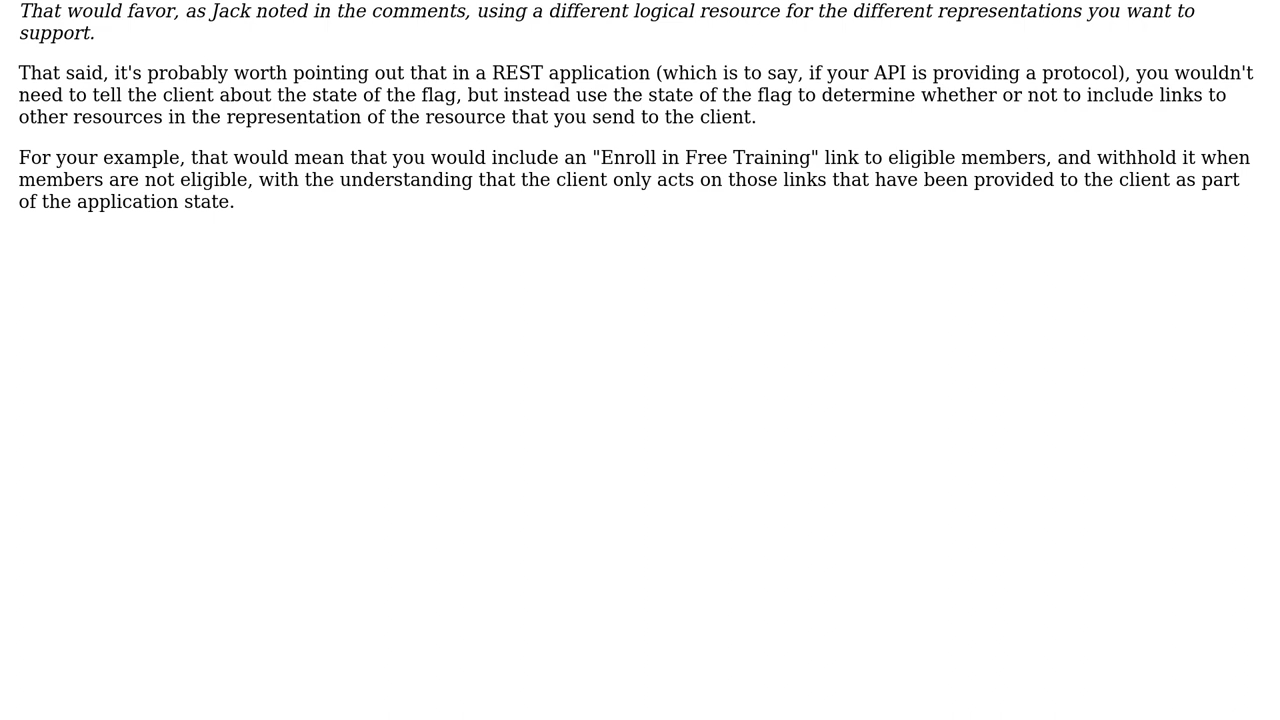 That would favor, as Jack noted in the comments, using a different logical resource for the different representations you want to
support.
That said, it's probably worth pointing out that in a REST application (which is to say, if your API is providing a protocol), you wouldn't
need to tell the client about the state of the flag, but instead use the state of the flag to determine whether or not to include links to
other resources in the representation of the resource that you send to the client.
For your example, that would mean that you would include an "Enroll in Free Training" link to eligible members, and withhold it when
members are not eligible, with the understanding that the client only acts on those links that have been provided to the client as part
of the application state.